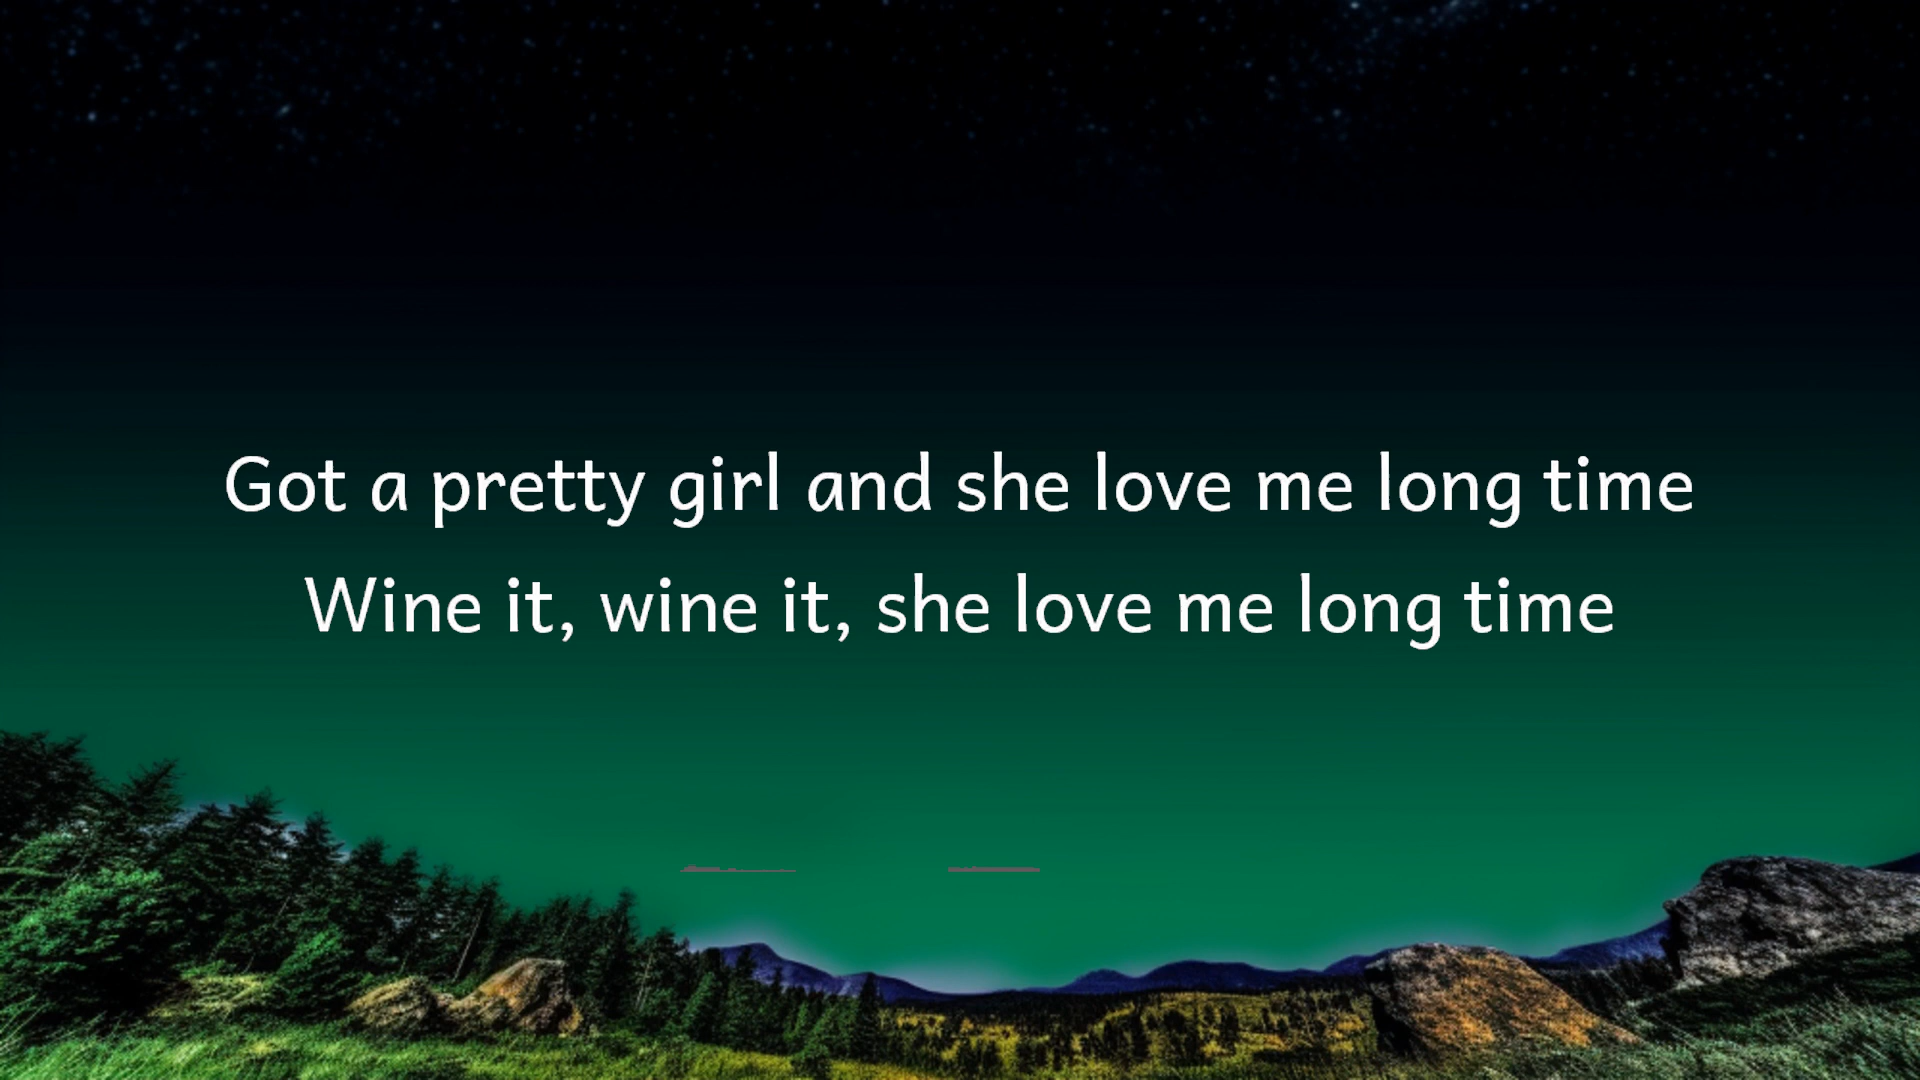 Got a pretty girl and she love me long time
Wine it, wine it, she love me long time